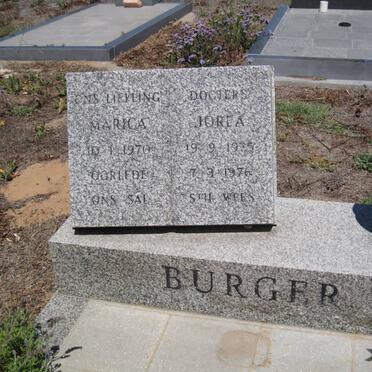 ONS LIEFLING DOGTERS
MARICA JOREA
10-1-1970 19-9-1975
OORLEDE 7-3-1976
ONS SAL STIL WEES
BURGER